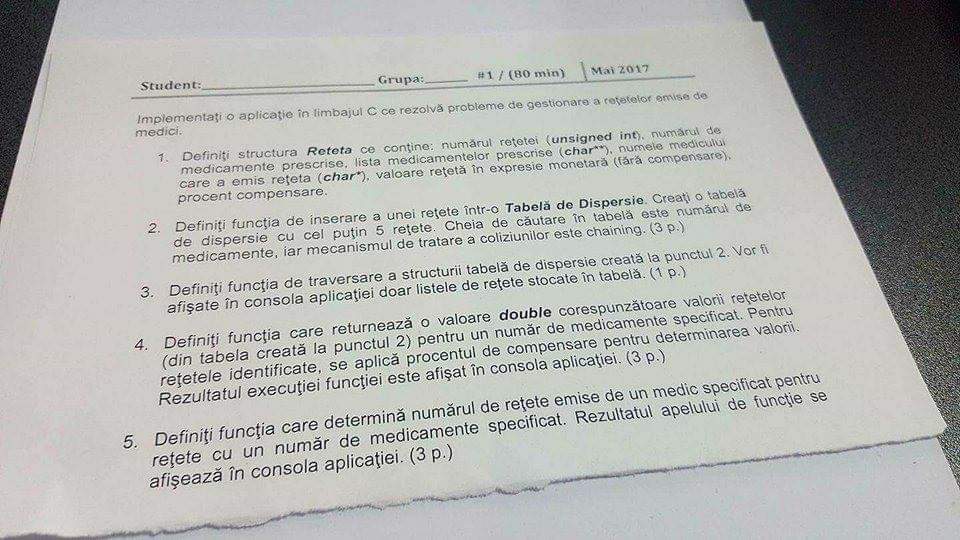 Student:____________________ Grupa:______ #1 / (80 min) | Mai 2017
Implementaţi o aplicaţie în limbajul C ce rezolvă probleme de gestionare a reţetelor emise de
medici.
1. Definiţi structura Reteta ce conţine: numărul reţetei (unsigned int), numărul de
medicamente prescrise, lista medicamentelor prescrise (char**), numele medicului
care a emis reţeta (char*), valoare reţetă în expresie monetară (fără compensare),
procent compensare.
2. Definiţi funcţia de inserare a unei reţete într-o Tabelă de Dispersie. Creaţi o tabelă
de dispersie cu cel puţin 5 reţete. Cheia de căutare în tabelă este numărul de
medicamente, iar mecanismul de tratare a coliziunilor este chaining. (3 p.)
3. Definiţi funcţia de traversare a structurii tabelă de dispersie creată la punctul 2. Vor fi
afişate în consola aplicaţiei doar listele de reţete stocate în tabelă. (1 p.)
4. Definiţi funcţia care returnează o valoare double corespunzătoare valorii reţetelor
(din tabela creată la punctul 2) pentru un număr de medicamente specificat. Pentru
reţetele identificate, se aplică procentul de compensare pentru determinarea valorii.
Rezultatul execuţiei funcţiei este afişat în consola aplicaţiei. (3 p.)
5. Definiţi funcţia care determină numărul de reţete emise de un medic specificat pentru
reţete cu un număr de medicamente specificat. Rezultatul apelului de funcţie se
afişează în consola aplicaţiei. (3 p.)